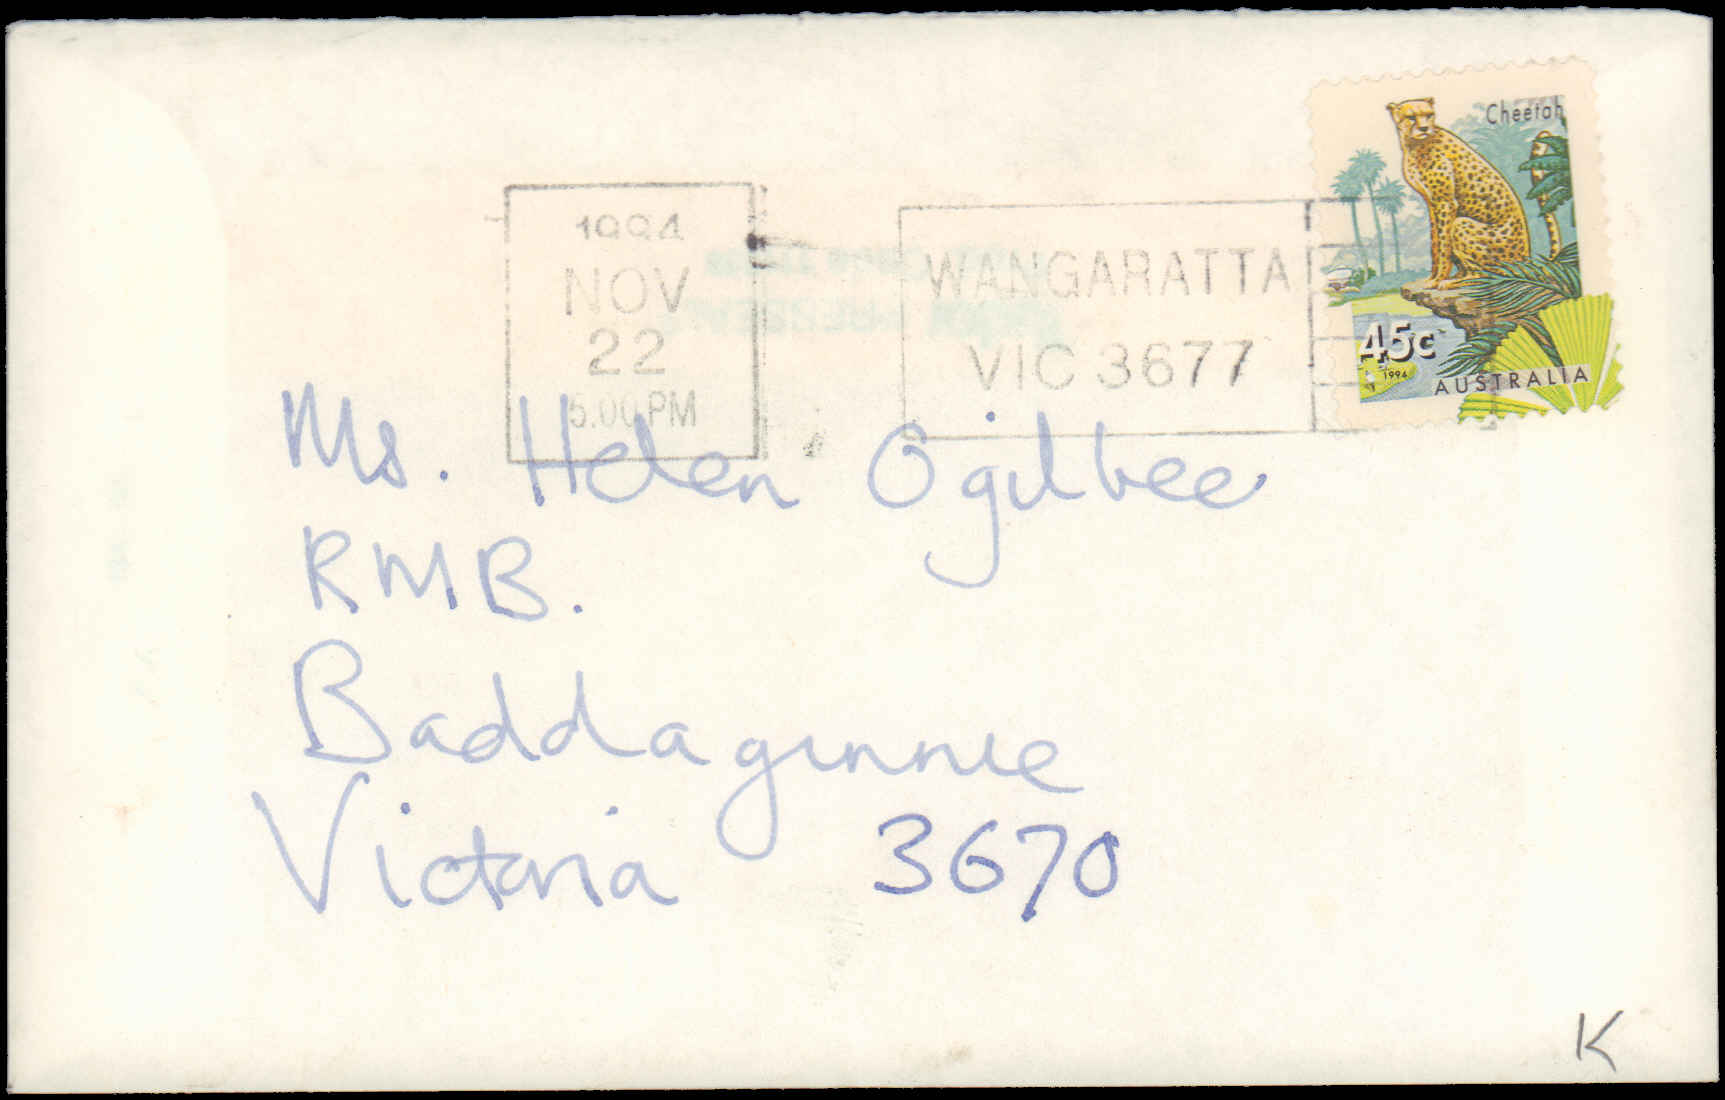 1994
NOV
22
5.00 PM
WANGARATTA
VIC 3677
Cheetah
45c
1994
AUSTRALIA
Ms. Helen Ogilbee
RMB.
Baddaginnie
Victoria 3670
K